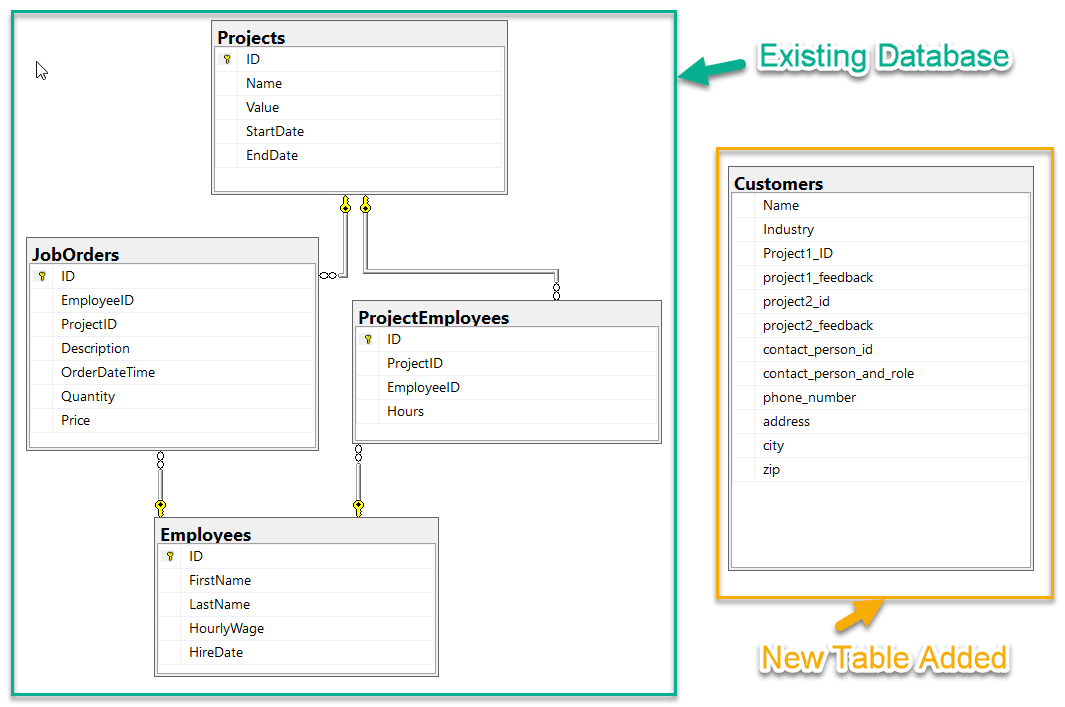 Existing Database
Projects
ID
Name
Value
StartDate
EndDate
JobOrders
ID
EmployeeID
ProjectID
Description
OrderDateTime
Quantity
Price
ProjectEmployees
ID
ProjectID
EmployeeID
Hours
Employees
ID
FirstName
LastName
HourlyWage
HireDate
Customers
Name
Industry
Project1_ID
project1_feedback
project2_id
project2_feedback
contact_person_id
contact_person_and_role
phone_number
address
city
zip
New Table Added